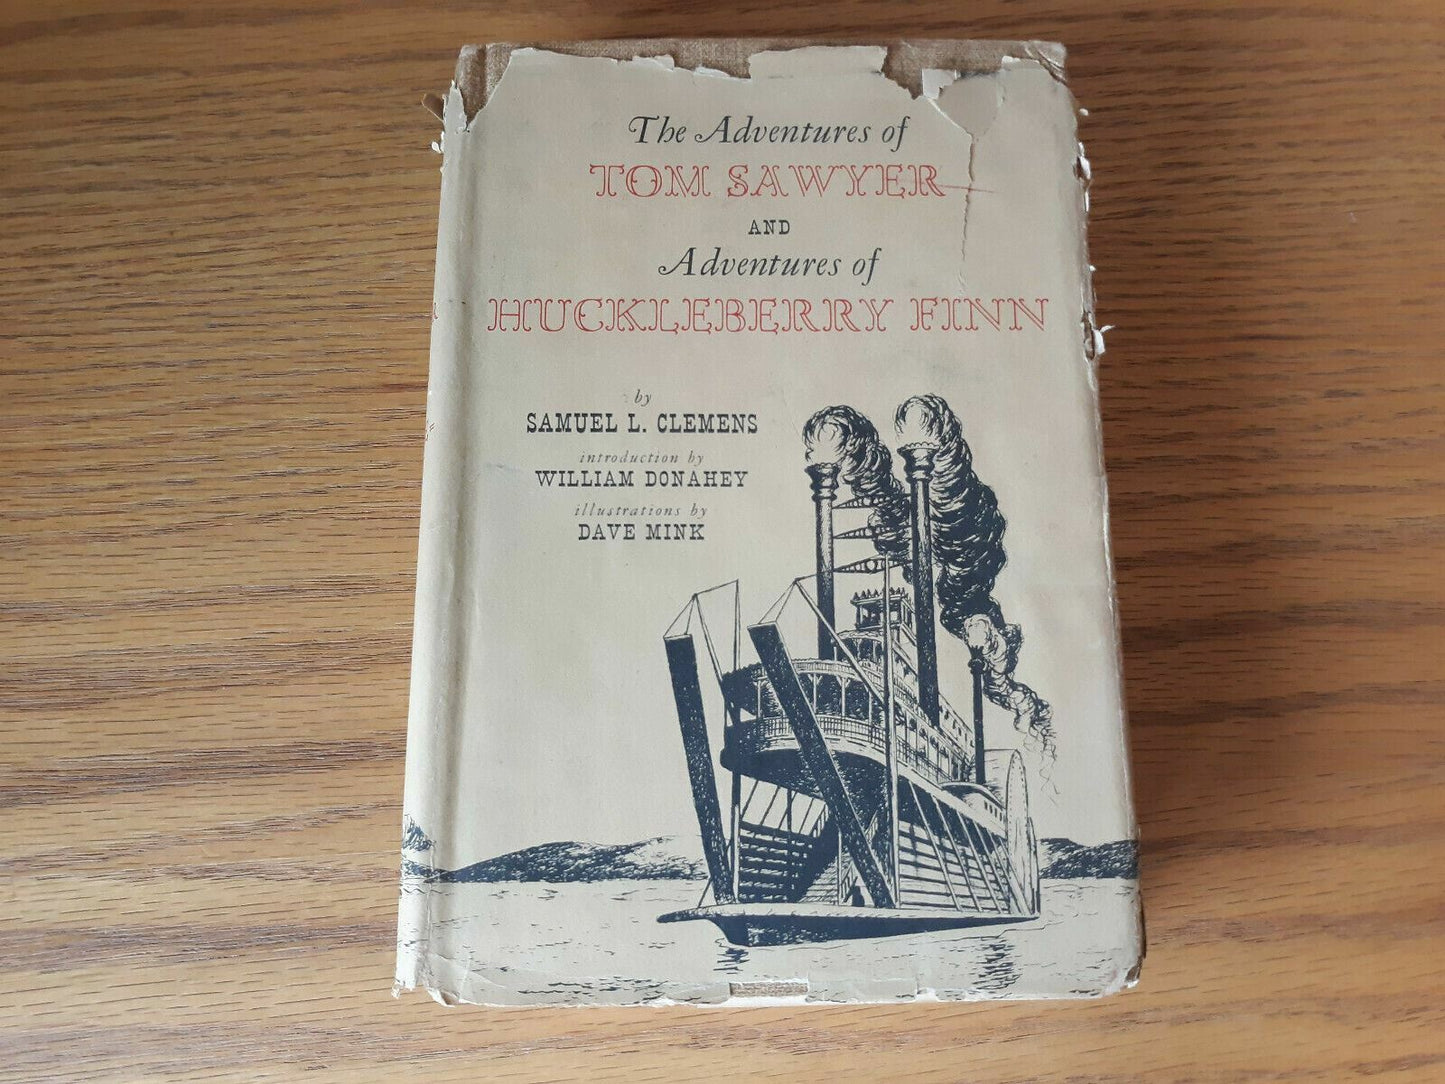 The Adventures of
TOM SAWYER
AND
Adventures of
HUCKLEBERRY FINN
by
SAMUEL L. CLEMENS
introduction by
WILLIAM DONAHEY
illustrations by
DAVE MINK